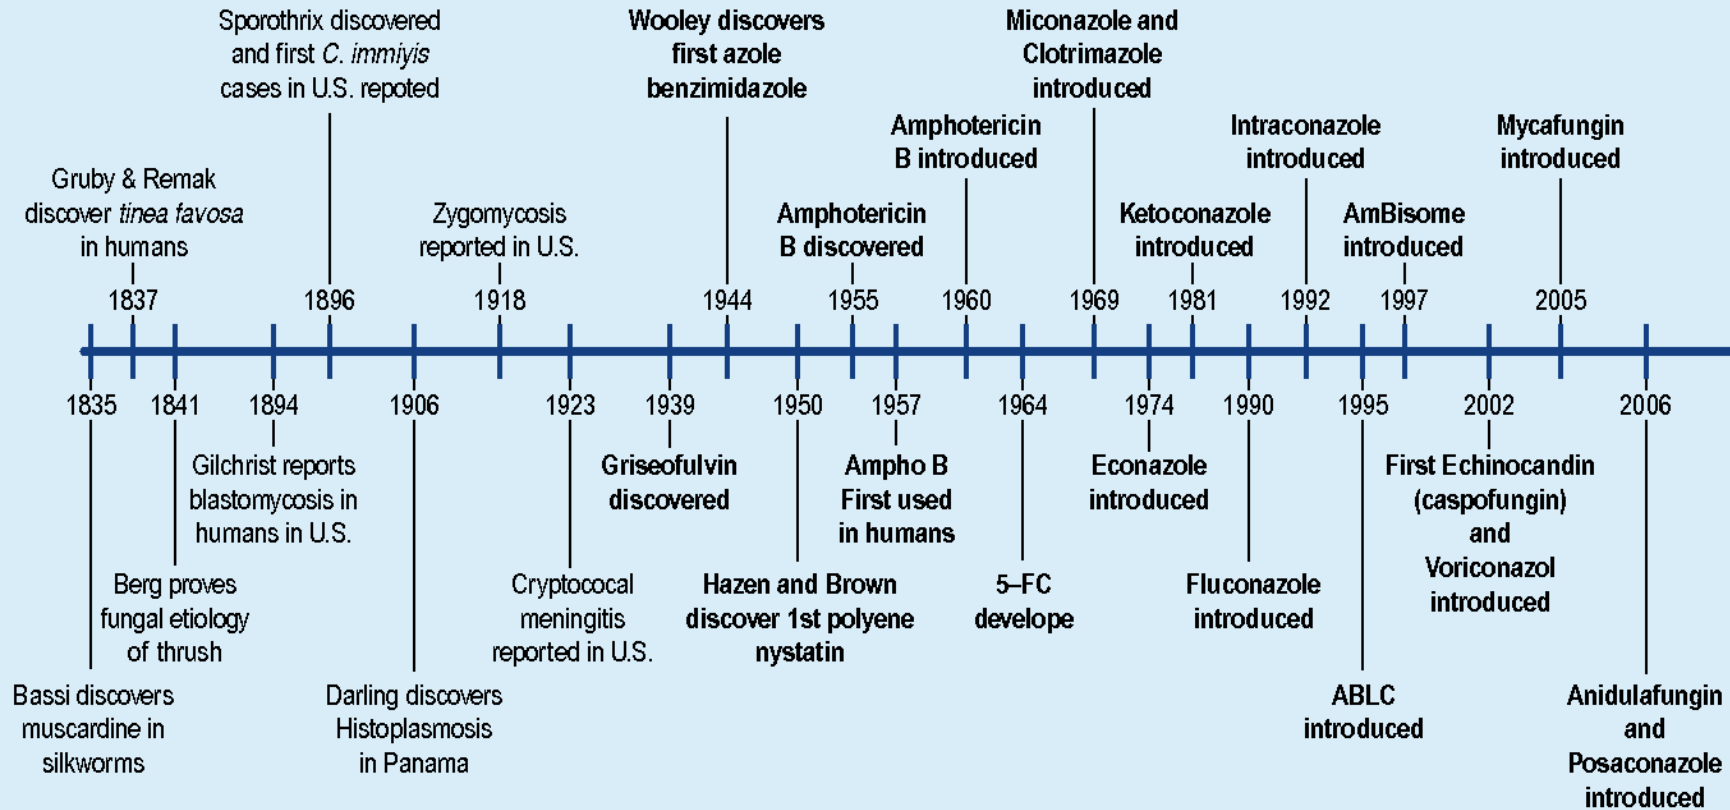 Sporothrix discovered
and first C. immiyis
cases in U.S. repoted
Wooley discovers
first azole
benzimidazole
Miconazole and
Clotrimazole
introduced
Amphotericin
B introduced
Intraconazole
introduced
Mycafungin
introduced
Gruby & Remak
discover tinea favosa
in humans
Zygomycosis
reported in U.S.
Amphotericin
B discovered
Ketoconazole
introduced
AmBisome
introduced
1837 1896 1918 1944 1955 1960 1969 1981 1992 1997 2005
1835 1841 1894 1906 1923 1939 1950 1957 1964 1974 1990 1995 2002 2006
Gilchrist reports
blastomycosis in
humans in U.S.
Griseofulvin
discovered
Ampho B
First used
in humans
Econazole
introduced
First Echinocandin
(caspofungin)
and
Voriconazol
introduced
Berg proves
fungal etiology
of thrush
Cryptococal
meningitis
reported in U.S.
Hazen and Brown
discover 1st polyene
nystatin
5–FC
develope
Fluconazole
introduced
Bassi discovers
muscardine in
silkworms
Darling discovers
Histoplasmosis
in Panama
ABLC
introduced
Anidulafungin
and
Posaconazole
introduced